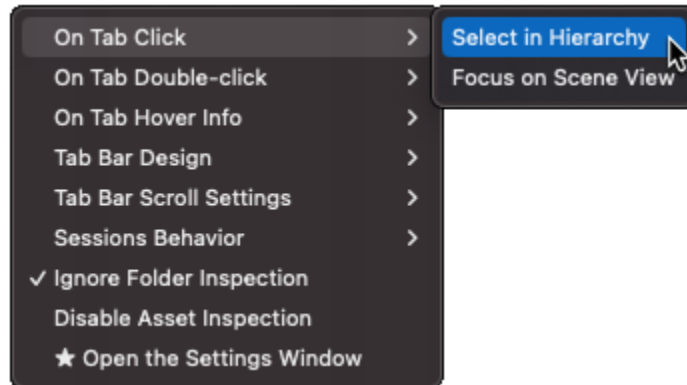 On Tab Click >
Select in Hierarchy
On Tab Double-click >
Focus on Scene View
On Tab Hover Info >
Tab Bar Design >
Tab Bar Scroll Settings >
Sessions Behavior >
✓ Ignore Folder Inspection
Disable Asset Inspection
★ Open the Settings Window